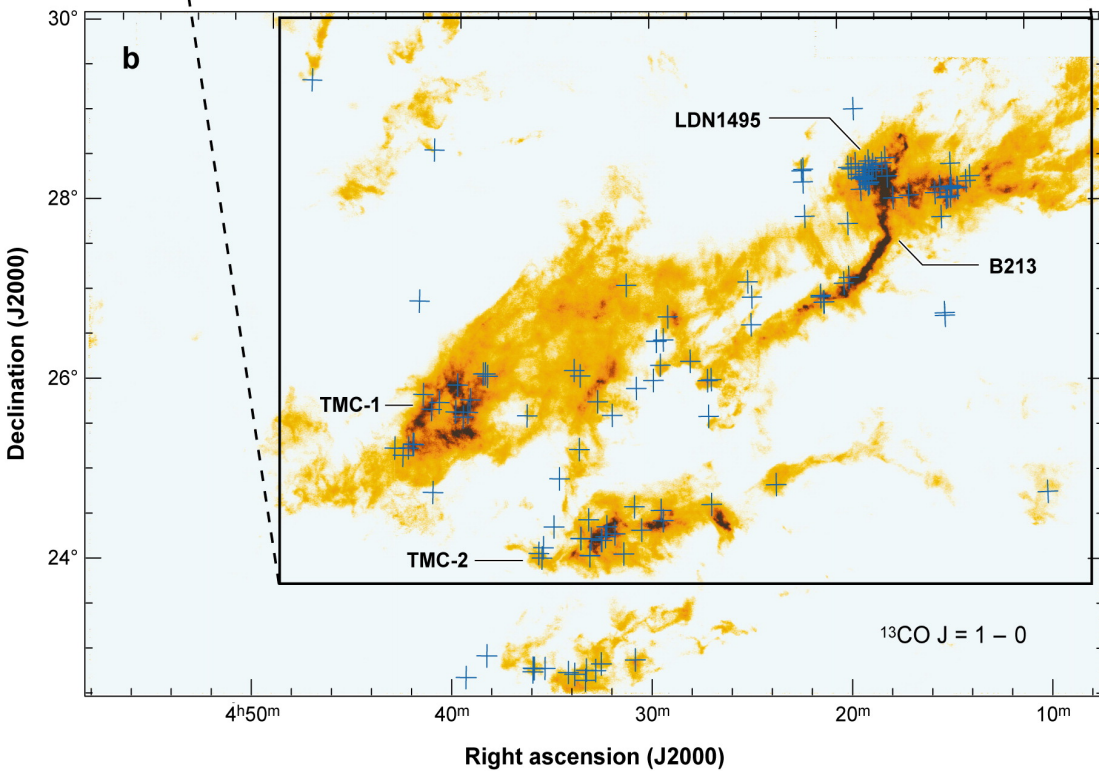 30°
b
LDN1495
28°
B213
Declination (J2000)
26°
TMC-1
24°
TMC-2
¹³CO J = 1 – 0
4ʰ50ᵐ
40ᵐ
30ᵐ
20ᵐ
10ᵐ
Right ascension (J2000)